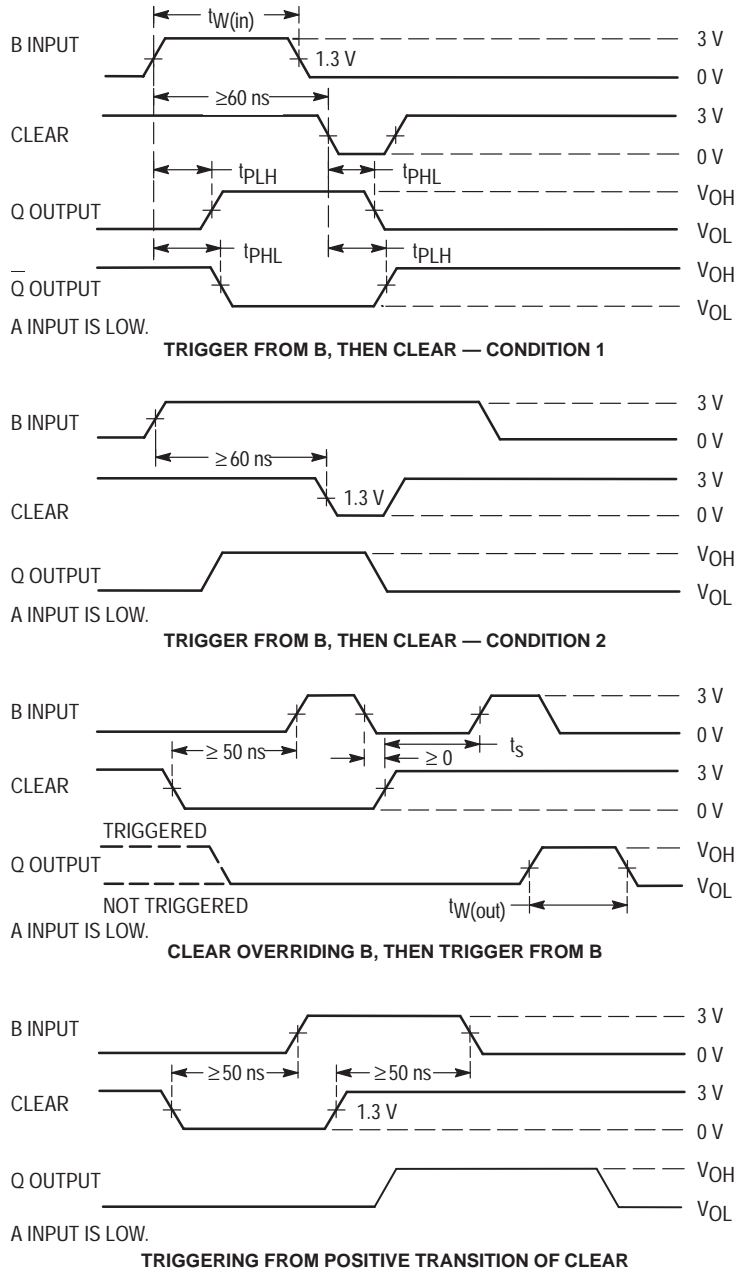 tW(in)
B INPUT
3 V
1.3 V
0 V
≥60 ns
3 V
CLEAR
0 V
tPLH
tPHL
VOH
Q OUTPUT
VOL
tPHL
tPLH
VOH
Q̅ OUTPUT
VOL
A INPUT IS LOW.
TRIGGER FROM B, THEN CLEAR — CONDITION 1
3 V
B INPUT
0 V
≥60 ns
3 V
1.3 V
CLEAR
0 V
VOH
Q OUTPUT
VOL
A INPUT IS LOW.
TRIGGER FROM B, THEN CLEAR — CONDITION 2
3 V
B INPUT
0 V
≥ 50 ns
≥ 0
tS
3 V
CLEAR
0 V
TRIGGERED
VOH
Q OUTPUT
VOL
NOT TRIGGERED
tW(out)
A INPUT IS LOW.
CLEAR OVERRIDING B, THEN TRIGGER FROM B
3 V
B INPUT
0 V
≥50 ns
≥50 ns
3 V
CLEAR
1.3 V
0 V
VOH
Q OUTPUT
VOL
A INPUT IS LOW.
TRIGGERING FROM POSITIVE TRANSITION OF CLEAR